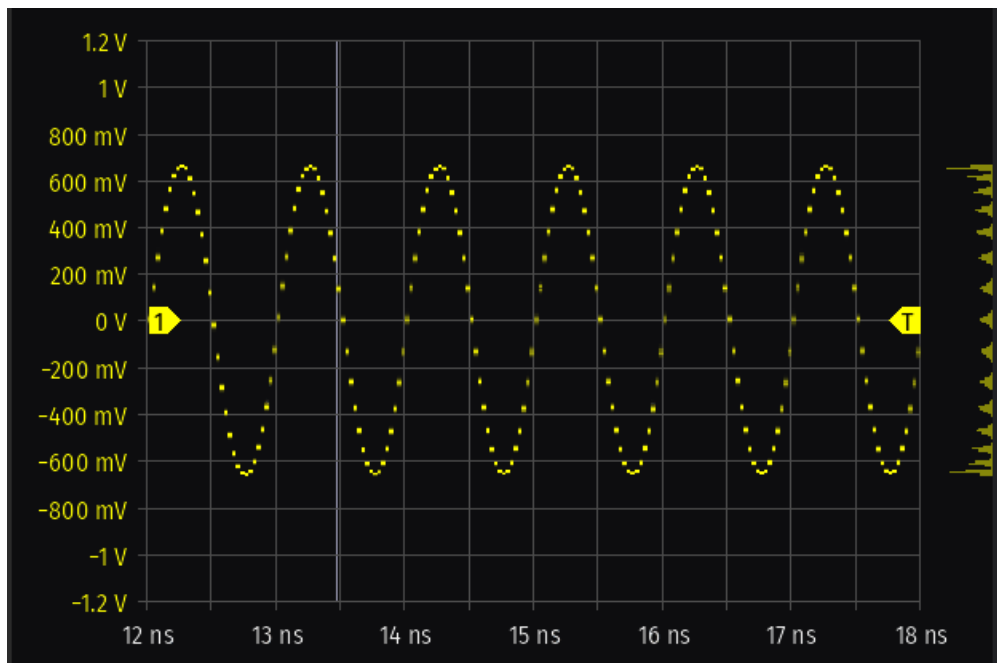 1.2 V
1 V
800 mV
600 mV
400 mV
200 mV
0 V
1
T
−200 mV
−400 mV
−600 mV
−800 mV
−1 V
−1.2 V
12 ns 13 ns 14 ns 15 ns 16 ns 17 ns 18 ns